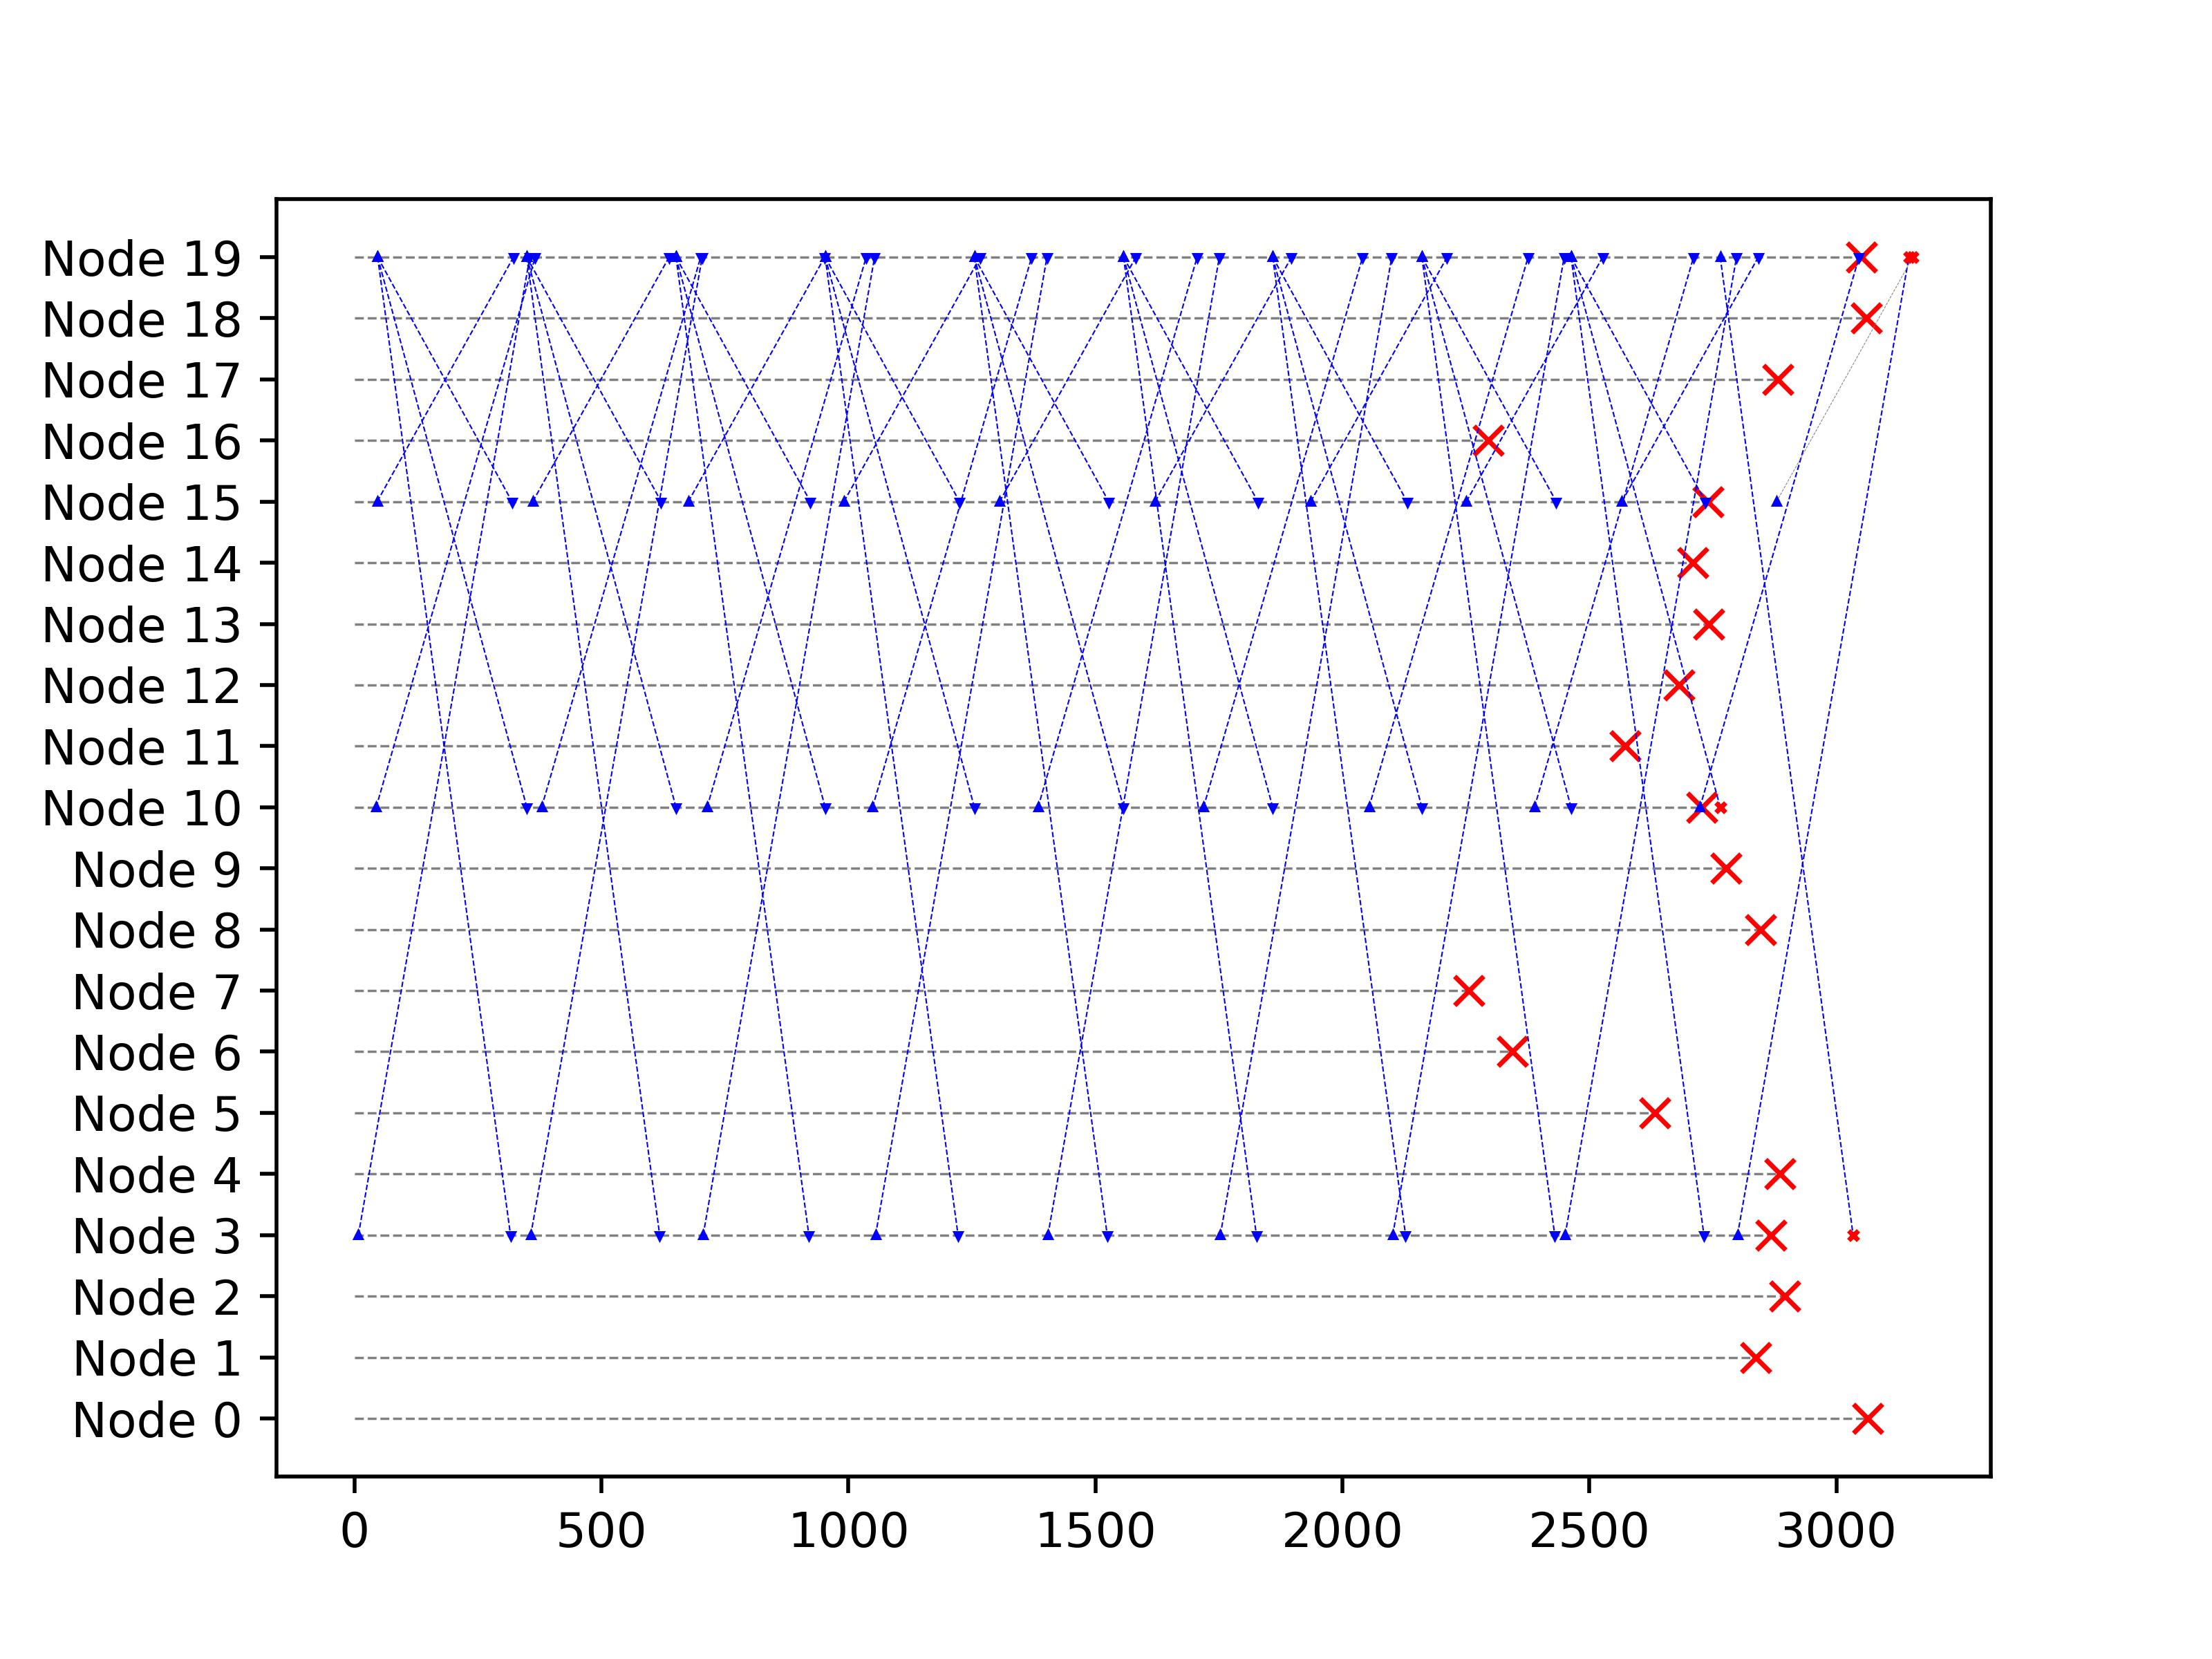 Node 19
Node 18
Node 17
Node 16
Node 15
Node 14
Node 13
Node 12
Node 11
Node 10
Node 9
Node 8
Node 7
Node 6
Node 5
Node 4
Node 3
Node 2
Node 1
Node 0
0 500 1000 1500 2000 2500 3000